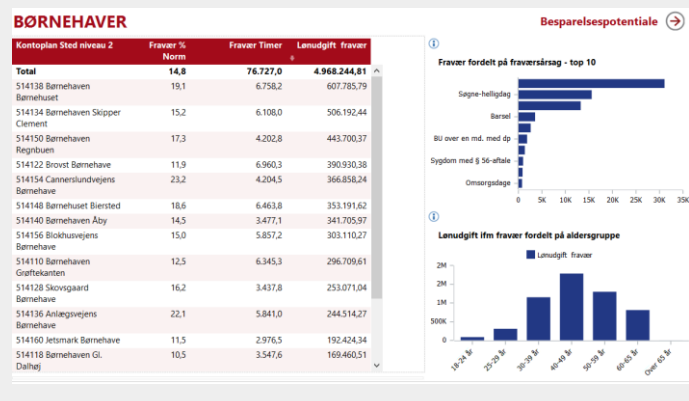 BØRNEHAVER
Besparelsespotentiale
Kontoplan Sted niveau 2 Fravær % Fravær Timer Lønudgift fravær
Norm
Total 14,8 76.727,0 4.968.244,81
514138 Børnehaven 19,1 6.758,2 607.785,79
Børnehuset
514134 Børnehaven Skipper 15,2 6.108,0 506.192,44
Clement
514150 Børnehaven 17,3 4.202,8 443.700,37
Regnbuen
514122 Brovst Børnehave 11,9 6.960,3 390.930,38
514154 Cannerslundvejens 23,2 4.204,5 366.858,24
Børnehave
514148 Børnehuset Biersted 18,6 6.463,8 353.191,62
514140 Børnehaven Åby 14,5 3.477,1 341.705,97
514156 Blokhusvejens 15,0 5.857,2 303.110,27
Børnehave
514110 Børnehaven 12,5 6.345,3 296.709,61
Grøftekanten
514128 Skovsgaard 16,2 3.437,8 253.071,04
Børnehave
514136 Anlægsvejens 22,1 5.841,0 244.514,27
Børnehave
514160 Jetsmark Børnehave 11,5 2.976,5 192.424,34
514118 Børnehaven Gl. 10,5 3.547,6 169.460,51
Dalhøj
Fravær fordelt på fraværsårsag - top 10
Søgne-helligdag
Barsel
BU over en md. med dp
Sygdom med § 56-aftale
Omsorgsdage
0 5K 10K 15K 20K 25K 30K 35K
Lønudgift ifm fravær fordelt på aldersgruppe
Lønudgift fravær
2M
2M
1M
500K
0
18-24 år 25-29 år 30-39 år 40-49 år 50-59 år 60-65 år Over 65 år